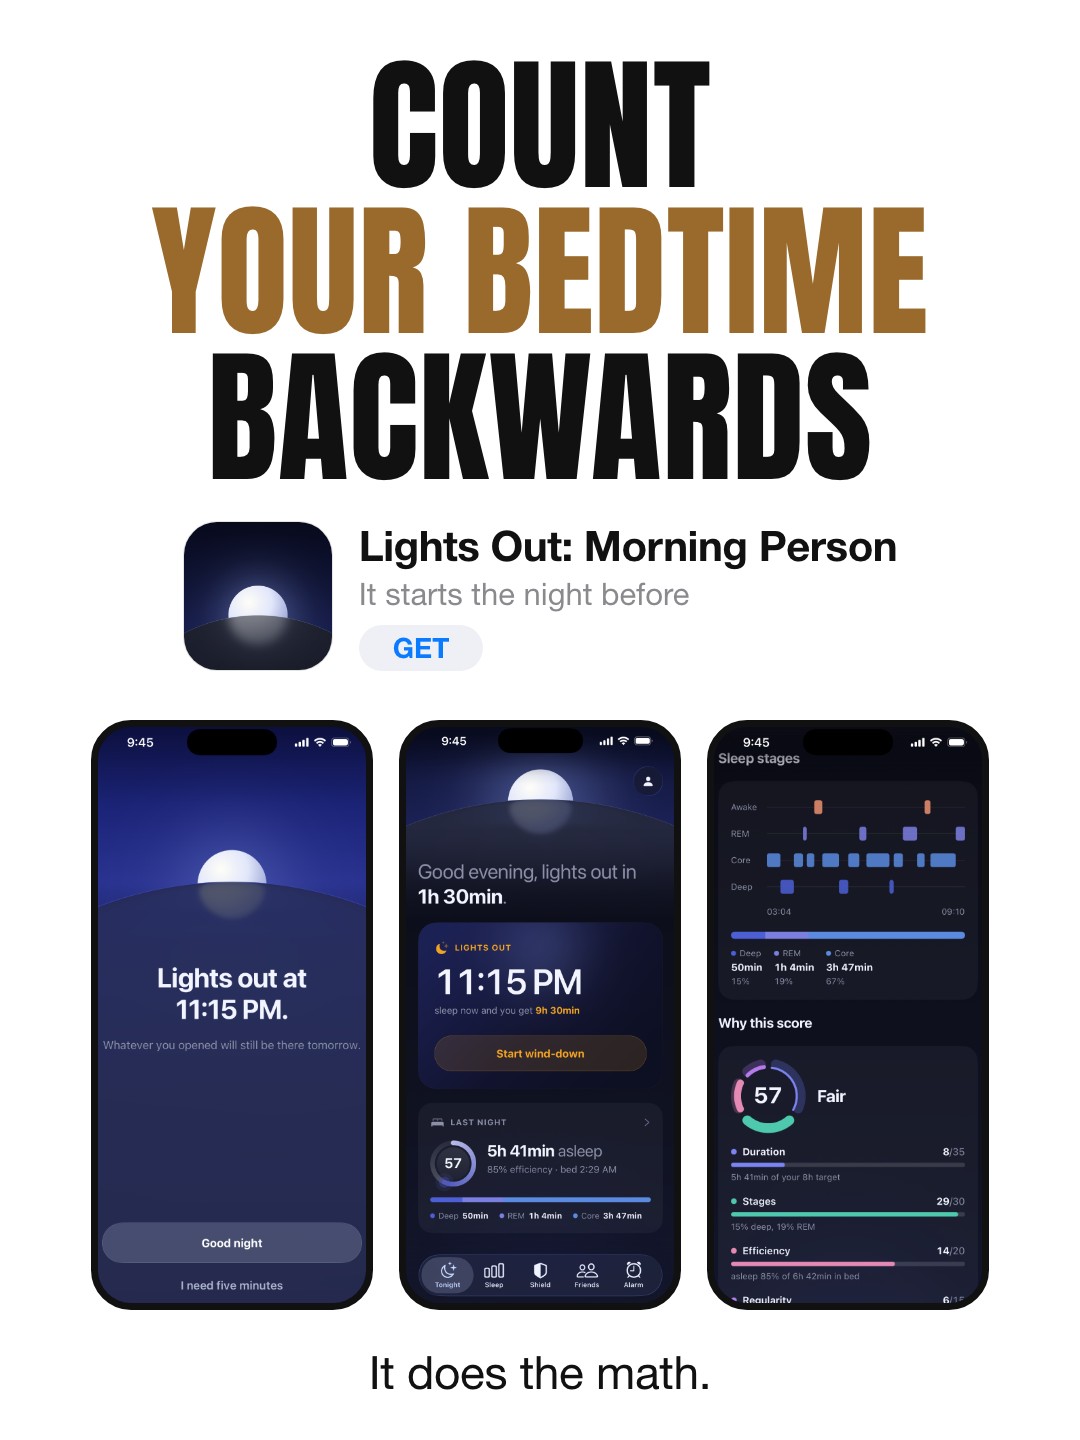 COUNT
YOUR BEDTIME
BACKWARDS
Lights Out: Morning Person
It starts the night before
GET
9:45
Lights out at
11:15 PM.
Whatever you opened will still be there tomorrow.
Good night
I need five minutes
9:45
Good evening, lights out in
1h 30min.
LIGHTS OUT
11:15 PM
sleep now and you get 9h 30min
Start wind-down
LAST NIGHT
57
5h 41min asleep
85% efficiency · bed 2:29 AM
Deep 50min REM 1h 4min Core 3h 47min
Tonight Sleep Shield Friends Alarm
9:45
Sleep stages
Awake
REM
Core
Deep
03:04 09:10
Deep REM Core
50min 1h 4min 3h 47min
15% 19% 67%
Why this score
57 Fair
Duration 8/35
5h 41min of your 8h target
Stages 29/30
15% deep, 19% REM
Efficiency 14/20
asleep 85% of 6h 42min in bed
Regularity 6/15
It does the math.